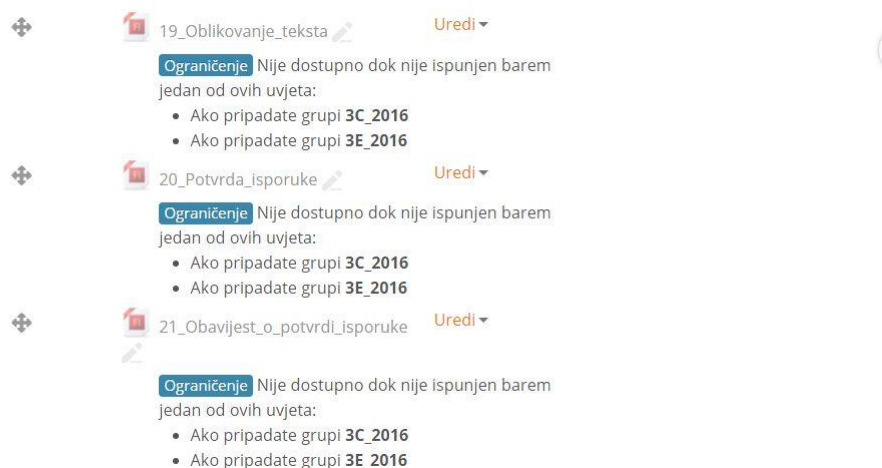 19_Oblikovanje_teksta Uredi
Ograničenje Nije dostupno dok nije ispunjen barem
jedan od ovih uvjeta:
Ako pripadate grupi 3C_2016
Ako pripadate grupi 3E_2016
20_Potvrda_isporuke Uredi
Ograničenje Nije dostupno dok nije ispunjen barem
jedan od ovih uvjeta:
Ako pripadate grupi 3C_2016
Ako pripadate grupi 3E_2016
21_Obavijest_o_potvrdi_isporuke Uredi
Ograničenje Nije dostupno dok nije ispunjen barem
jedan od ovih uvjeta:
Ako pripadate grupi 3C_2016
Ako pripadate grupi 3E_2016